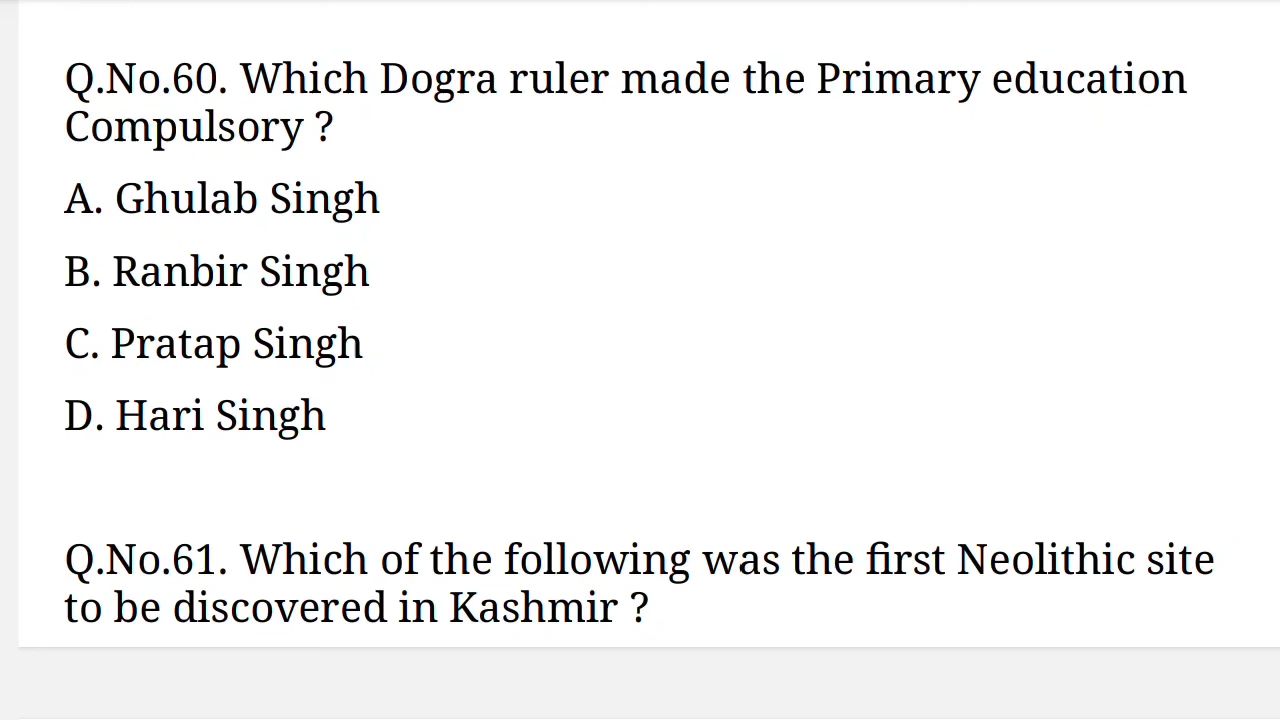 Q.No.60. Which Dogra ruler made the Primary education
Compulsory ?
A. Ghulab Singh
B. Ranbir Singh
C. Pratap Singh
D. Hari Singh
Q.No.61. Which of the following was the first Neolithic site
to be discovered in Kashmir ?